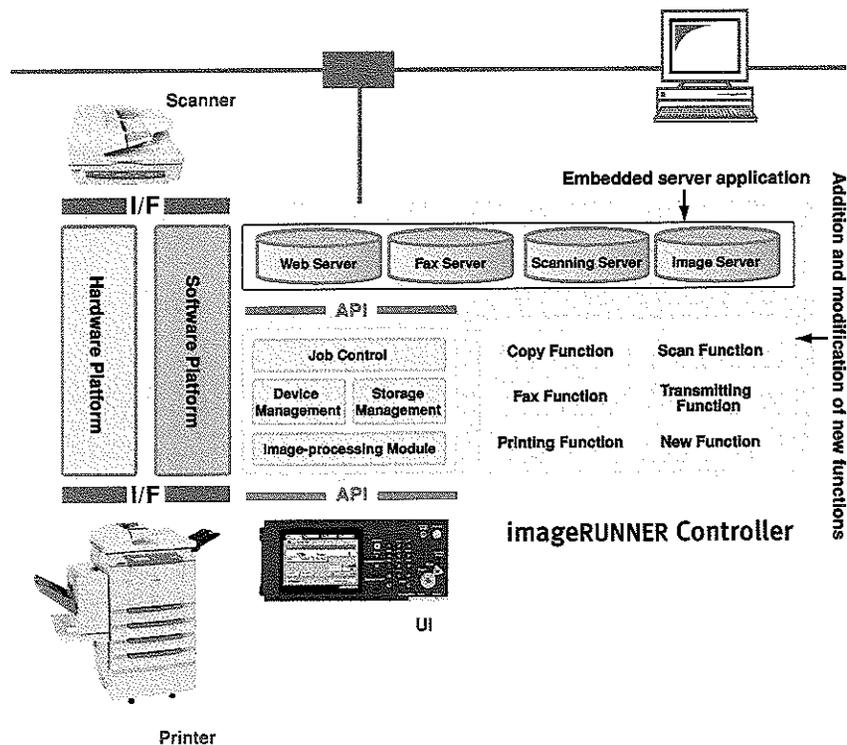 Scanner
I/F
Hardware Platform
Software Platform
I/F
Printer
Embedded server application
Web Server
Fax Server
Scanning Server
Image Server
API
Job Control
Device
Management
Storage
Management
Image-processing Module
API
Copy Function
Scan Function
Fax Function
Transmitting
Function
Printing Function
New Function
Addition and modification of new functions
imageRUNNER Controller
UI